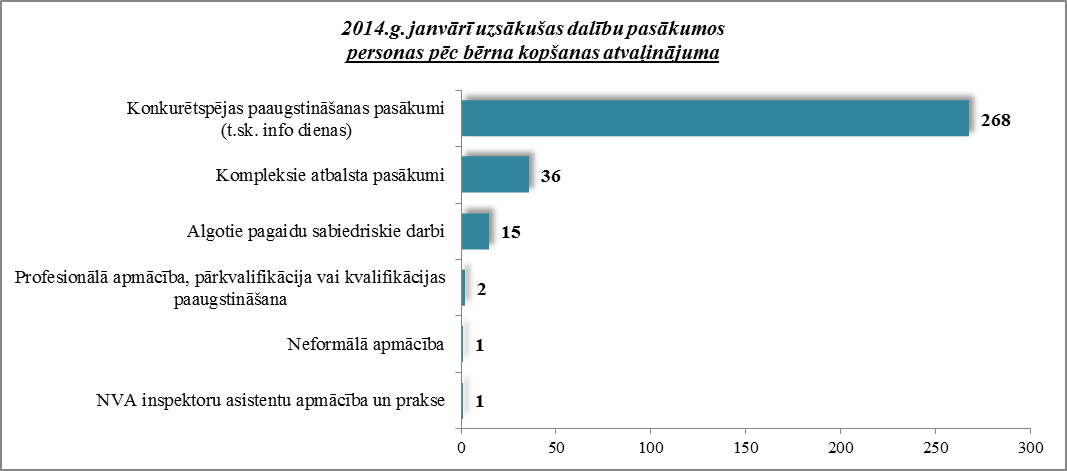 2014.g. janvārī uzsākušas dalību pasākumos
personas pēc bērna kopšanas atvaļinājuma
Konkurētspējas paaugstināšanas pasākumi
(t.sk. info dienas)
268
Kompleksie atbalsta pasākumi
36
Algotie pagaidu sabiedriskie darbi
15
Profesionālā apmācība, pārkvalifikācija vai kvalifikācijas
paaugstināšana
2
Neformālā apmācība
1
NVA inspektoru asistentu apmācība un prakse
1
0 50 100 150 200 250 300